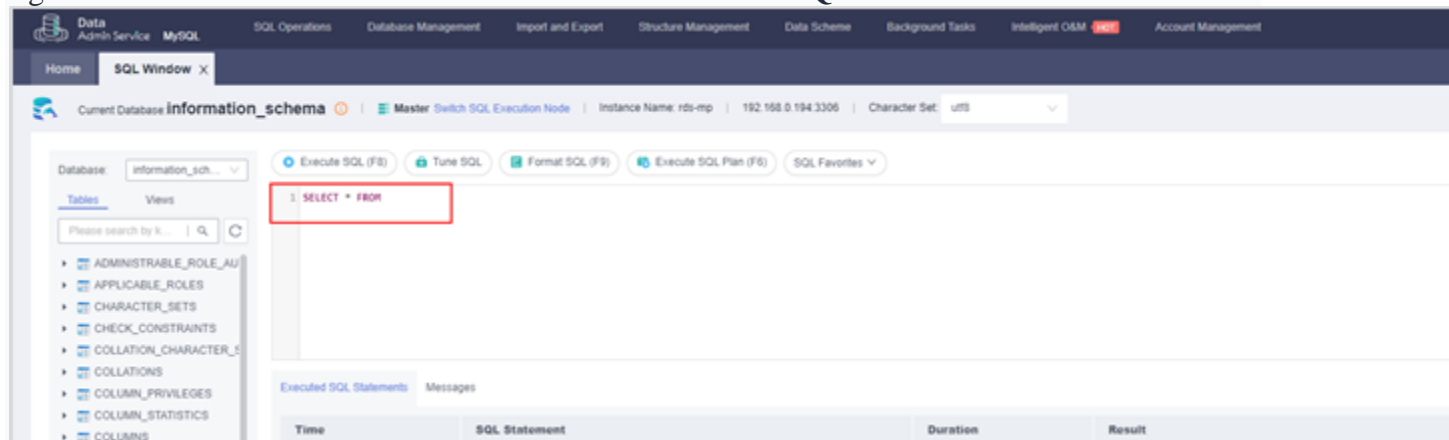 Data
Admin Service MySQL
SQL Operations Database Management Import and Export Structure Management Data Scheme Background Tasks Intelligent O&M HOT Account Management
Home SQL Window X
Current Database:information_schema Master Switch SQL Execution Node | Instance Name: rds-mp | 192.168.0.194:3306 | Character Set: utf8
Database: information_sch...
Execute SQL (F8) Tune SQL Format SQL (F9) Execute SQL Plan (F6) SQL Favorites
Tables Views
1 SELECT * FROM
Please search by k...
ADMINISTRABLE_ROLE_AU
APPLICABLE_ROLES
CHARACTER_SETS
CHECK_CONSTRAINTS
COLLATION_CHARACTER_S
COLLATIONS
COLUMN_PRIVILEGES
COLUMN_STATISTICS
COLUMNS
Executed SQL Statements Messages
Time SQL Statement Duration Result